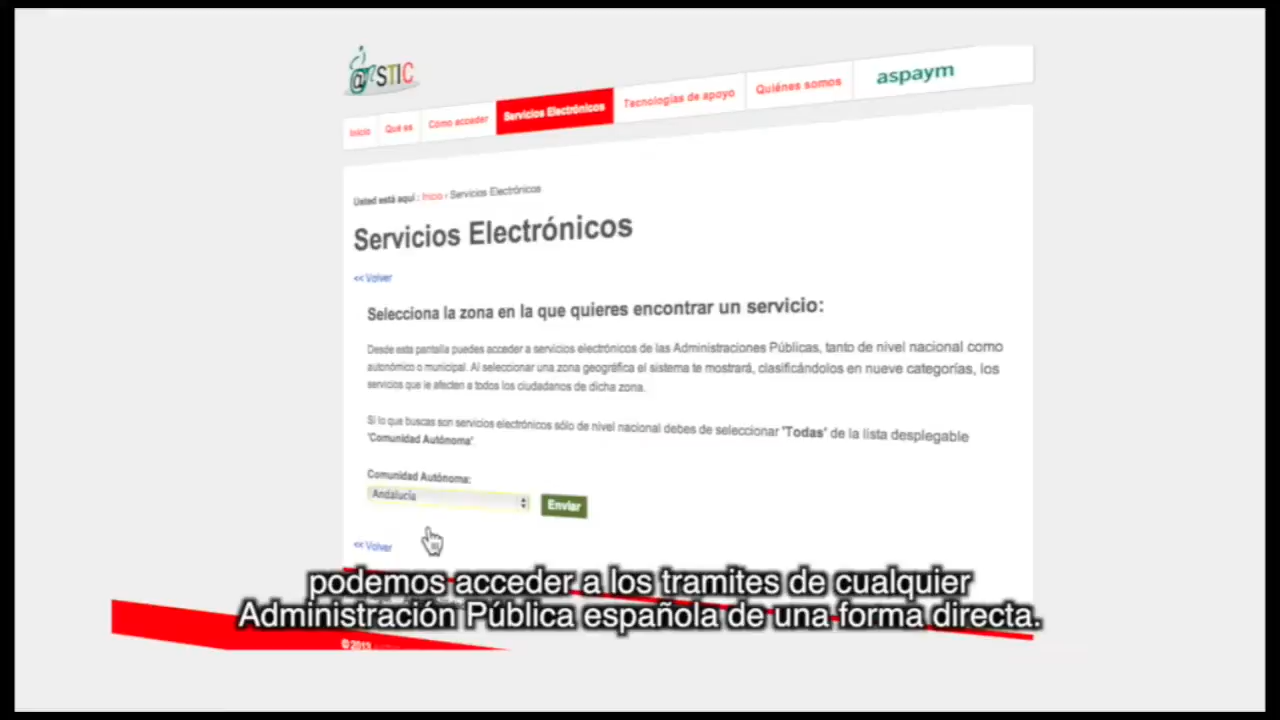 @STIC
Inicio
Qué es
Cómo acceder
Servicios Electrónicos
Tecnologías de apoyo
Quiénes somos
aspaym
Usted está aquí : Inicio › Servicios Electrónicos
Servicios Electrónicos
<< Volver
Selecciona la zona en la que quieres encontrar un servicio:
Desde esta pantalla puedes acceder a servicios electrónicos de las Administraciones Públicas, tanto de nivel nacional como
autonómico o municipal. Al seleccionar una zona geográfica el sistema te mostrará, clasificándolos en nueve categorías, los
servicios que le afecten a todos los ciudadanos de dicha zona.
Si lo que buscas son servicios electrónicos sólo de nivel nacional debes de seleccionar 'Todas' de la lista desplegable
'Comunidad Autónoma'
Comunidad Autónoma:
Andalucía
Enviar
<< Volver
podemos acceder a los tramites de cualquier
Administración Pública española de una forma directa.
© 2013